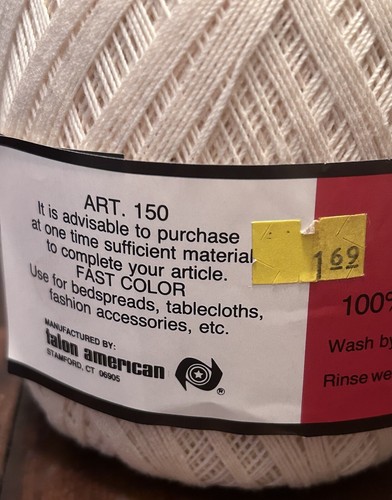 ART. 150
It is advisable to purchase
at one time sufficient material
to complete your article.
FAST COLOR
Use for bedspreads, tablecloths,
fashion accessories, etc.
MANUFACTURED BY:
talon american
STAMFORD, CT 06905
®
1 69
100%
Wash by
Rinse we